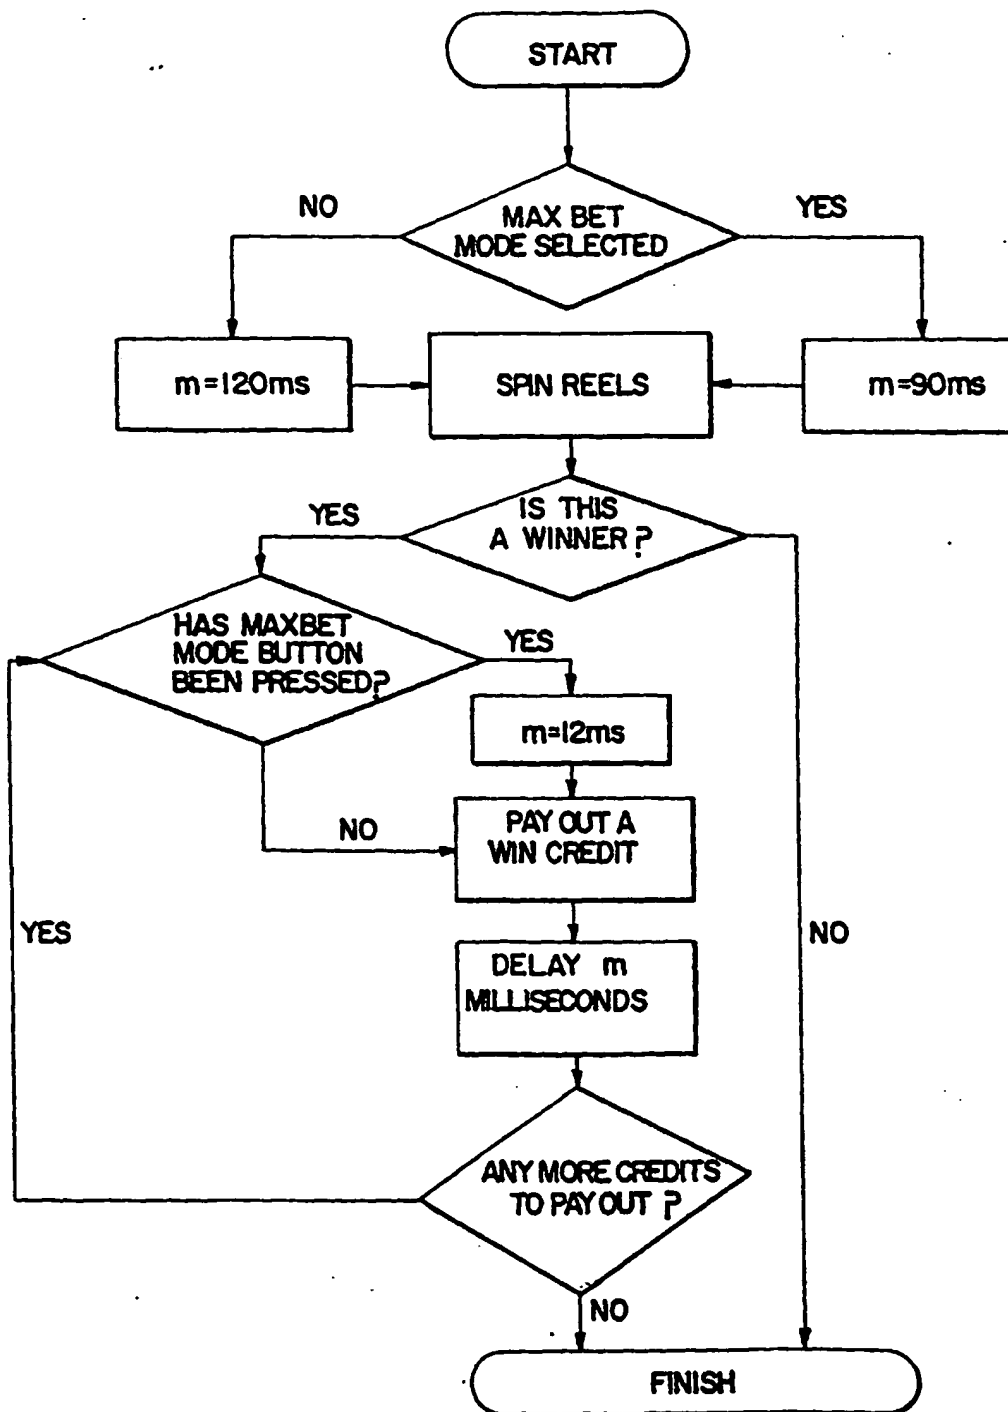 START
NO
YES
MAX BET
MODE SELECTED
m=120ms
SPIN REELS
m=90ms
YES
IS THIS
A WINNER?
HAS MAXBET
MODE BUTTON
BEEN PRESSED?
YES
m=12ms
NO
PAY OUT A
WIN CREDIT
YES
NO
DELAY m
MILLISECONDS
ANY MORE CREDITS
TO PAY OUT ?
NO
FINISH